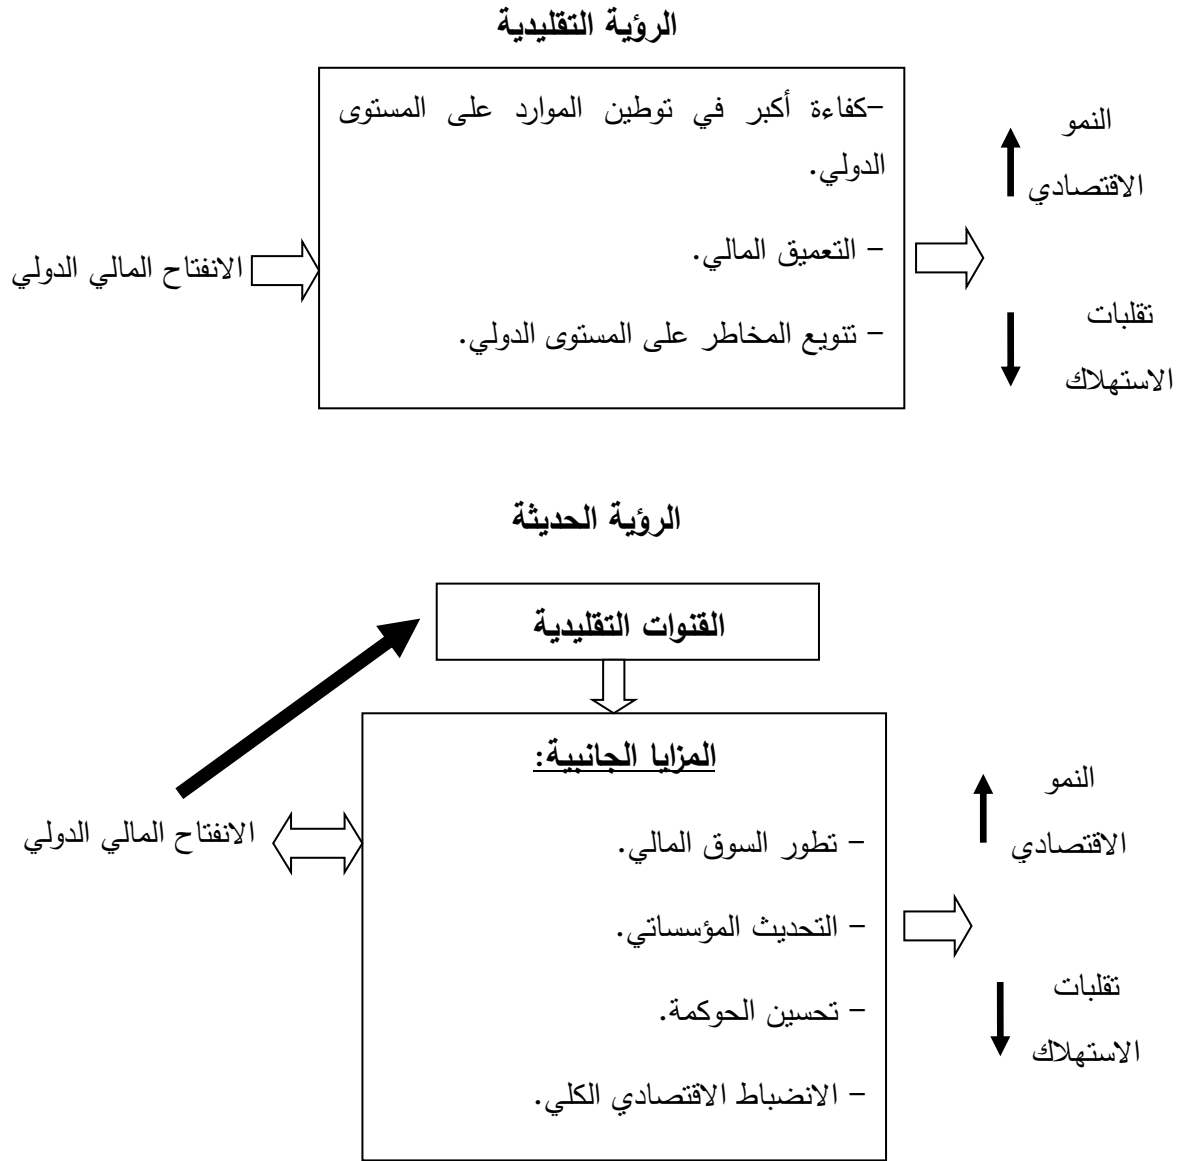 الرؤية التقليدية
-كفاءة أكبر في توطين الموارد على المستوى
الدولي.
- التعميق المالي.
- تنويع المخاطر على المستوى الدولي.
الانفتاح المالي الدولي
النمو
الاقتصادي
تقلبات
الاستهلاك
الرؤية الحديثة
القنوات التقليدية
المزايا الجانبية:
- تطور السوق المالي.
- التحديث المؤسساتي.
- تحسين الحوكمة.
- الانضباط الاقتصادي الكلي.
الانفتاح المالي الدولي
النمو
الاقتصادي
تقلبات
الاستهلاك